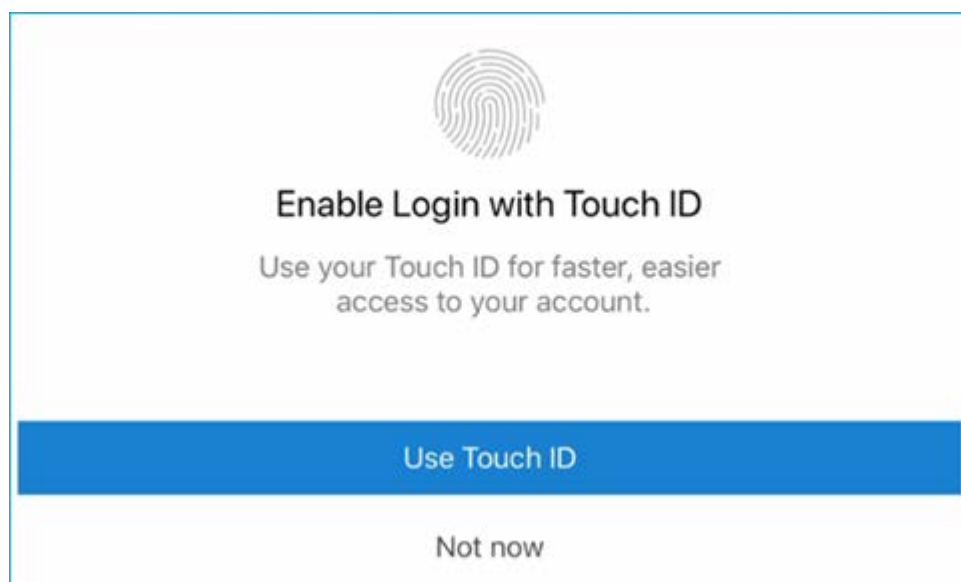 Enable Login with Touch ID
Use your Touch ID for faster, easier
access to your account.
Use Touch ID
Not now